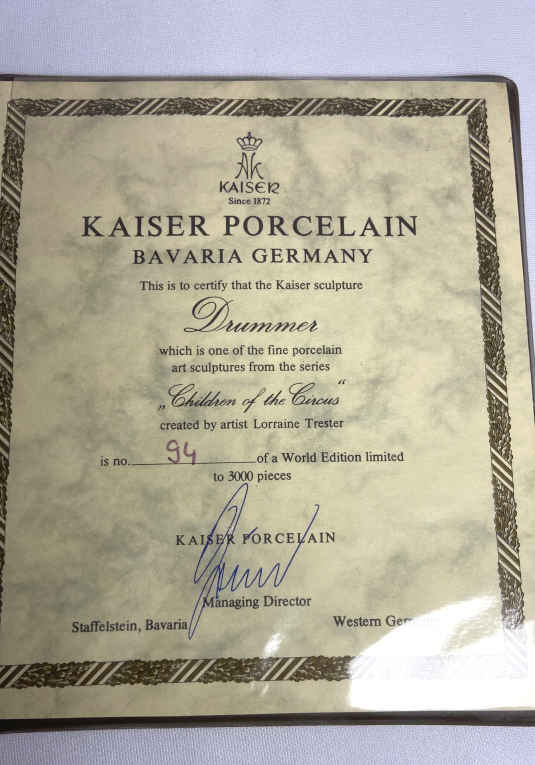 AK
KAISER
Since 1872
KAISER PORCELAIN
BAVARIA GERMANY
This is to certify that the Kaiser sculpture
Drummer
which is one of the fine porcelain
art sculptures from the series
„Children of the Circus“
created by artist Lorraine Trester
is no. 94 of a World Edition limited
to 3000 pieces
KAISER PORCELAIN
Managing Director
Staffelstein, Bavaria Western